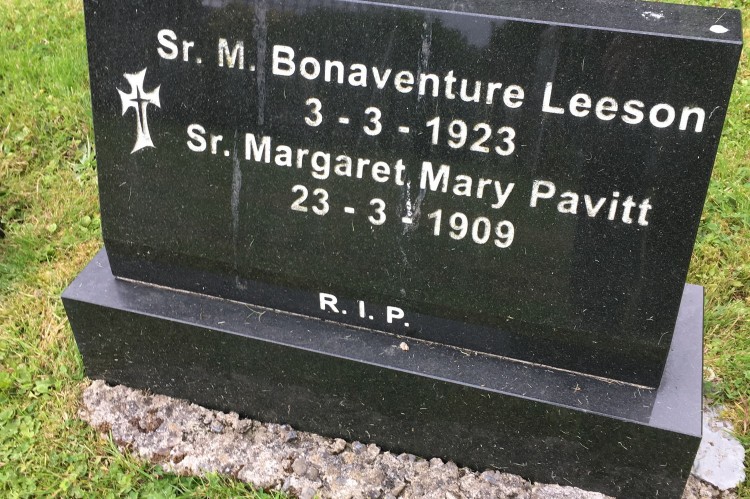 Sr. M. Bonaventure Leeson
3 - 3 - 1923
Sr. Margaret Mary Pavitt
23 - 3 - 1909
R. I. P.